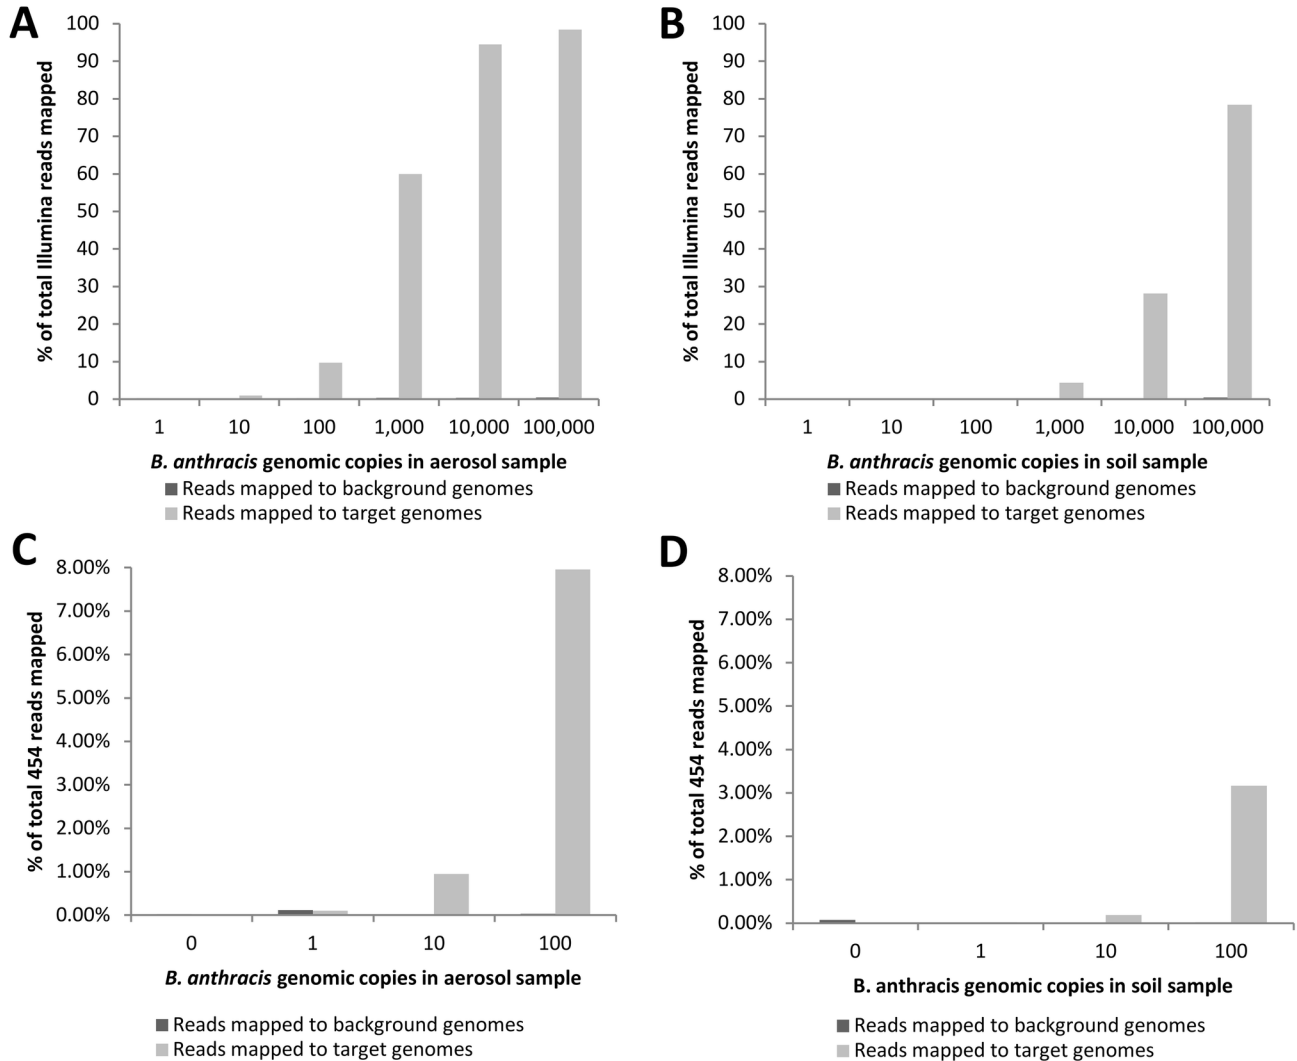 A
% of total Illumina reads mapped
100
90
80
70
60
50
40
30
20
10
0
1 10 100 1,000 10,000 100,000
B. anthracis genomic copies in aerosol sample
Reads mapped to background genomes
Reads mapped to target genomes
B
% of total Illumina reads mapped
100
90
80
70
60
50
40
30
20
10
0
1 10 100 1,000 10,000 100,000
B. anthracis genomic copies in soil sample
Reads mapped to background genomes
Reads mapped to target genomes
C
% of total 454 reads mapped
8.00%
7.00%
6.00%
5.00%
4.00%
3.00%
2.00%
1.00%
0.00%
0 1 10 100
B. anthracis genomic copies in aerosol sample
Reads mapped to background genomes
Reads mapped to target genomes
D
% of total 454 reads mapped
8.00%
7.00%
6.00%
5.00%
4.00%
3.00%
2.00%
1.00%
0.00%
0 1 10 100
B. anthracis genomic copies in soil sample
Reads mapped to background genomes
Reads mapped to target genomes